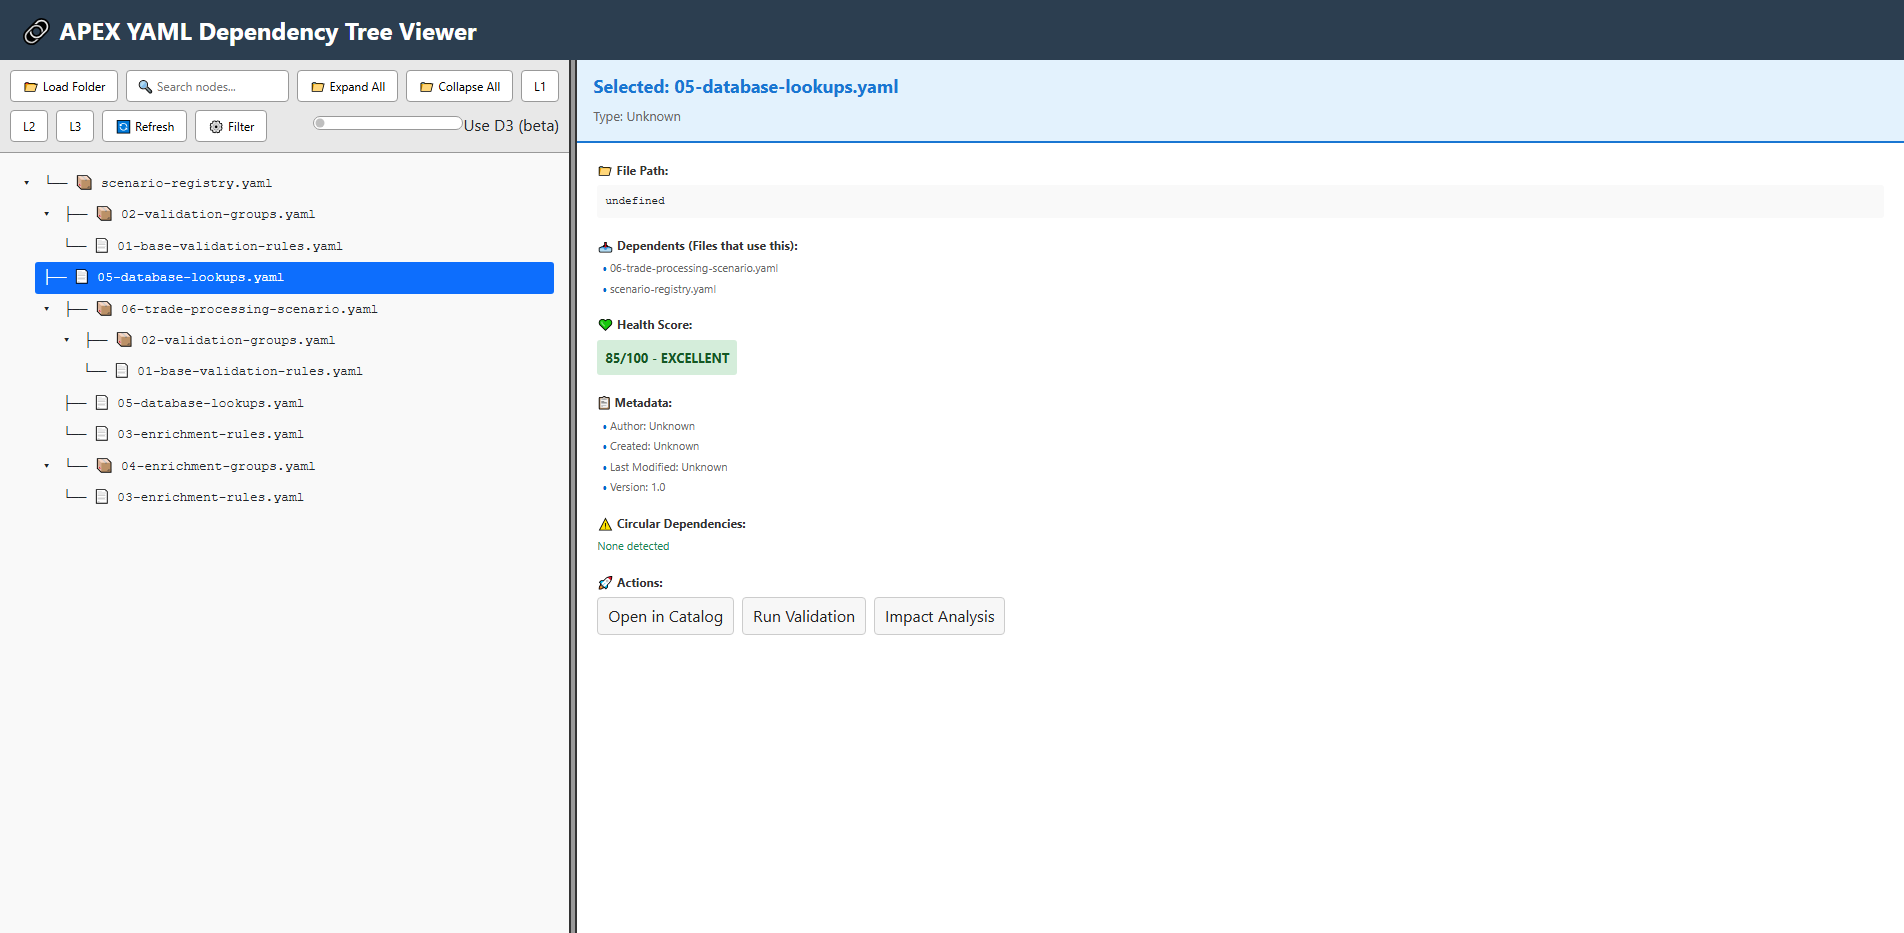 APEX YAML Dependency Tree Viewer
Load Folder
Search nodes...
Expand All
Collapse All
L1
L2
L3
Refresh
Filter
Use D3 (beta)
scenario-registry.yaml
02-validation-groups.yaml
01-base-validation-rules.yaml
05-database-lookups.yaml
06-trade-processing-scenario.yaml
02-validation-groups.yaml
01-base-validation-rules.yaml
05-database-lookups.yaml
03-enrichment-rules.yaml
04-enrichment-groups.yaml
03-enrichment-rules.yaml
Selected: 05-database-lookups.yaml
Type: Unknown
File Path:
undefined
Dependents (Files that use this):
• 06-trade-processing-scenario.yaml
• scenario-registry.yaml
Health Score:
85/100 - EXCELLENT
Metadata:
• Author: Unknown
• Created: Unknown
• Last Modified: Unknown
• Version: 1.0
Circular Dependencies:
None detected
Actions:
Open in Catalog
Run Validation
Impact Analysis